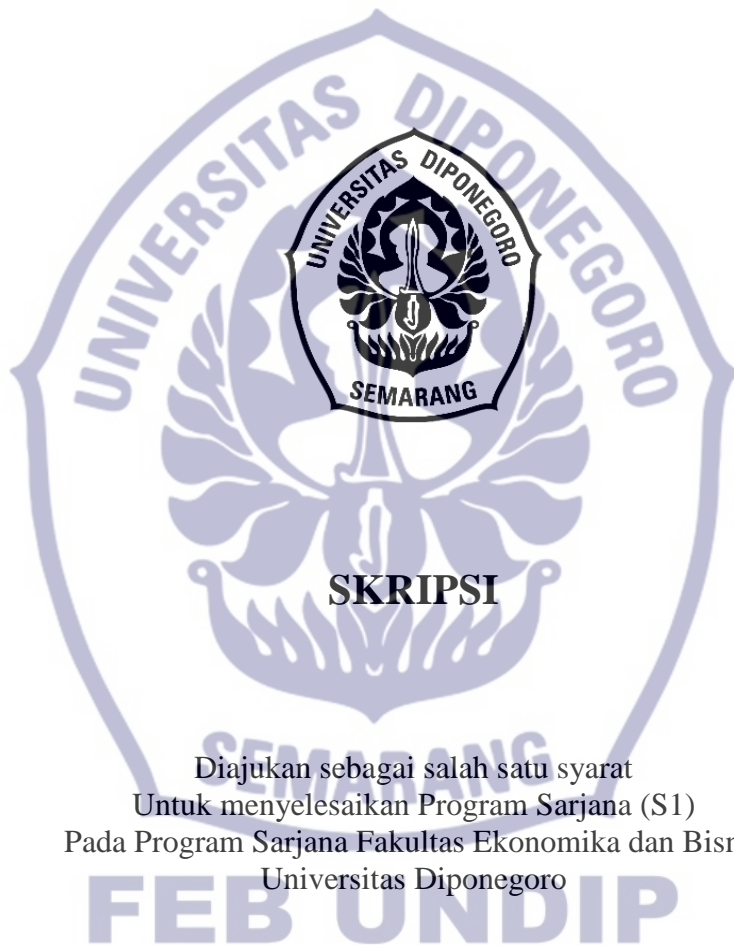 UNIVERSITAS DIPONEGORO
SEMARANG
UNIVERSITAS DIPONEGORO
SEMARANG
SKRIPSI
Diajukan sebagai salah satu syarat
Untuk menyelesaikan Program Sarjana (S1)
Pada Program Sarjana Fakultas Ekonomika dan Bisn
Universitas Diponegoro
FEB UNDIP